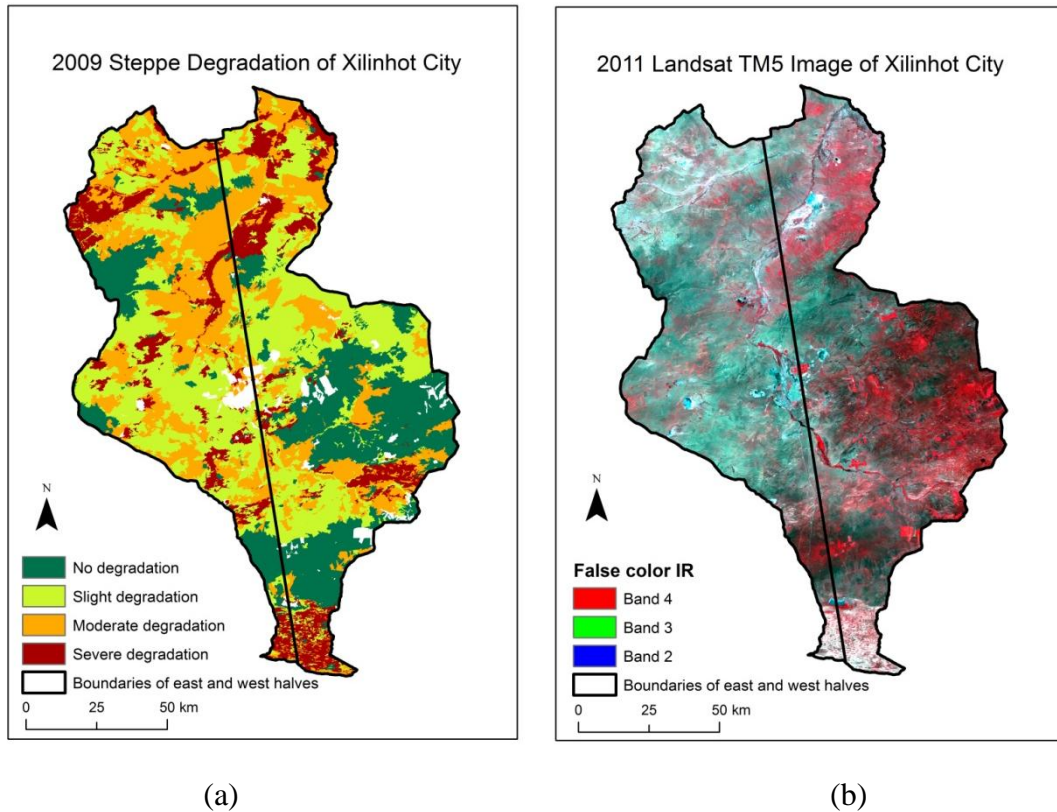 2009 Steppe Degradation of Xilinhot City
N
No degradation
Slight degradation
Moderate degradation
Severe degradation
Boundaries of east and west halves
0 25 50 km
(a)
2011 Landsat TM5 Image of Xilinhot City
N
False color IR
Band 4
Band 3
Band 2
Boundaries of east and west halves
0 25 50 km
(b)